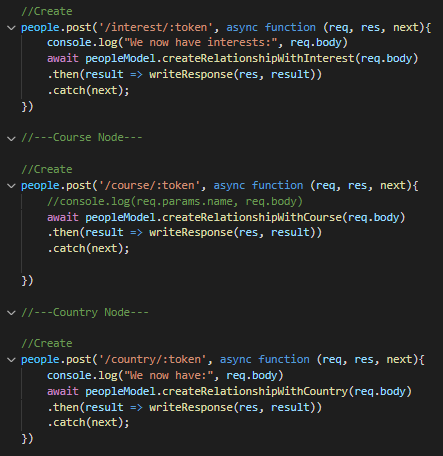 //Create
people.post('/interest/:token', async function (req, res, next){
    console.log("We now have interests:", req.body)
    await peopleModel.createRelationshipWithInterest(req.body)
    .then(result => writeResponse(res, result))
    .catch(next);
})
//---Course Node---
//Create
people.post('/course/:token', async function (req, res, next){
    //console.log(req.params.name, req.body)
    await peopleModel.createRelationshipWithCourse(req.body)
    .then(result => writeResponse(res, result))
    .catch(next);
})
//---Country Node---
//Create
people.post('/country/:token', async function (req, res, next){
    console.log("We now have:", req.body)
    await peopleModel.createRelationshipWithCountry(req.body)
    .then(result => writeResponse(res, result))
    .catch(next);
})